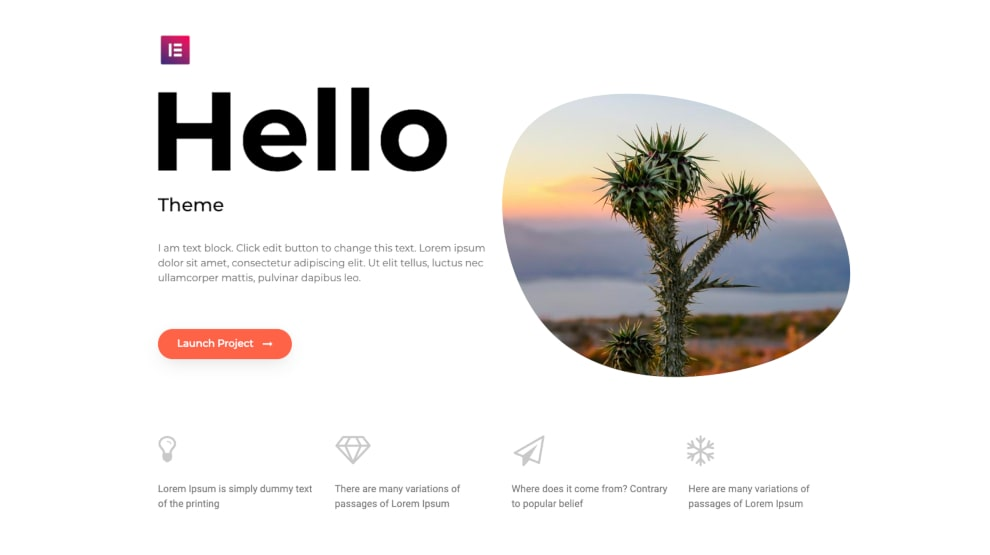 Hello
Theme
I am text block. Click edit button to change this text. Lorem ipsum
dolor sit amet, consectetur adipiscing elit. Ut elit tellus, luctus nec
ullamcorper mattis, pulvinar dapibus leo.
Launch Project →
Lorem Ipsum is simply dummy text
of the printing
There are many variations of
passages of Lorem Ipsum
Where does it come from? Contrary
to popular belief
Here are many variations of
passages of Lorem Ipsum